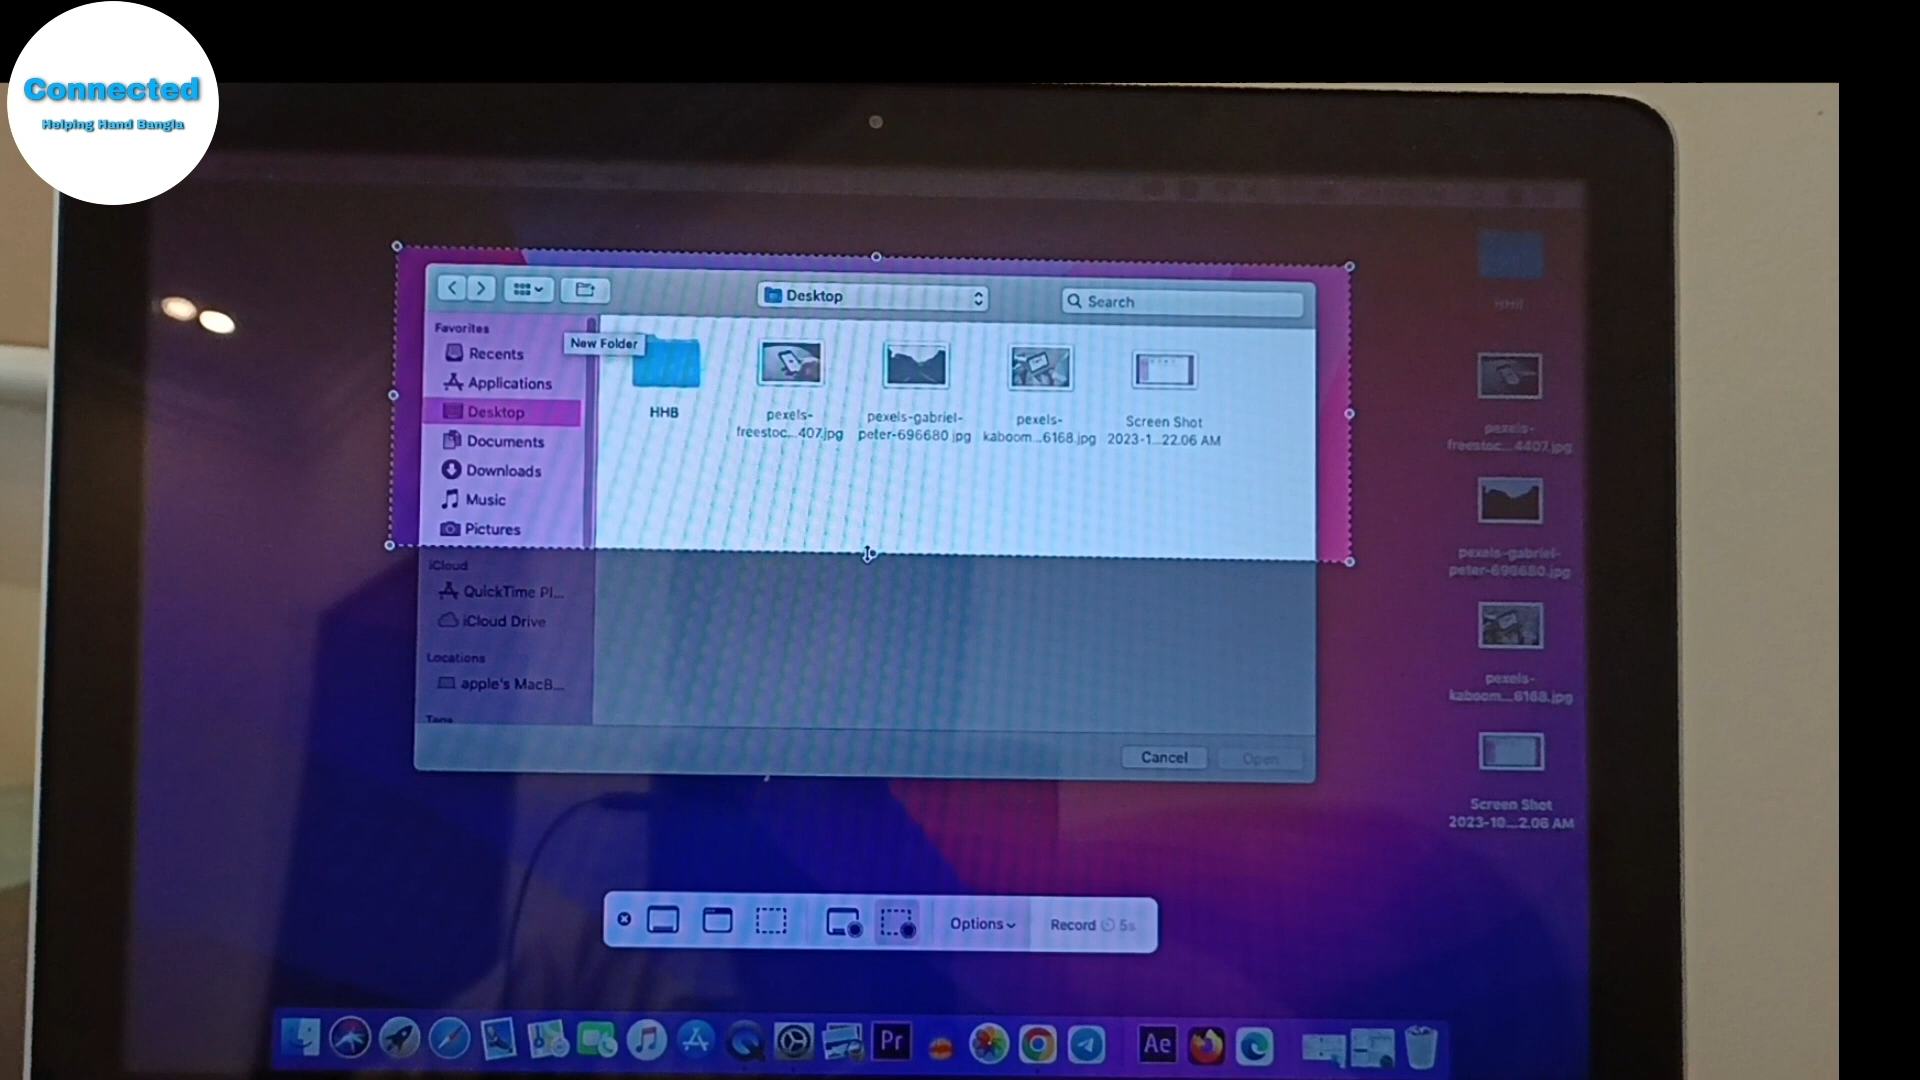 Connected
Helping Hand Bangla
Desktop
Search
Favorites
New Folder
Recents
Applications
Desktop
Documents
Downloads
Music
Pictures
iCloud
QuickTime Pl...
iCloud Drive
Locations
apple's MacB...
Tags
HHB
pexels-
freestoc...407.jpg
pexels-gabriel-
peter-696680.jpg
pexels-
kaboom...6168.jpg
Screen Shot
2023-1...22.06 AM
Cancel
Open
HHB
pexels-
freestoc...4407.jpg
pexels-gabriel-
peter-696680.jpg
pexels-
kaboom...6168.jpg
Screen Shot
2023-10...2.06 AM
Options
Record 5s
Pr
Ae